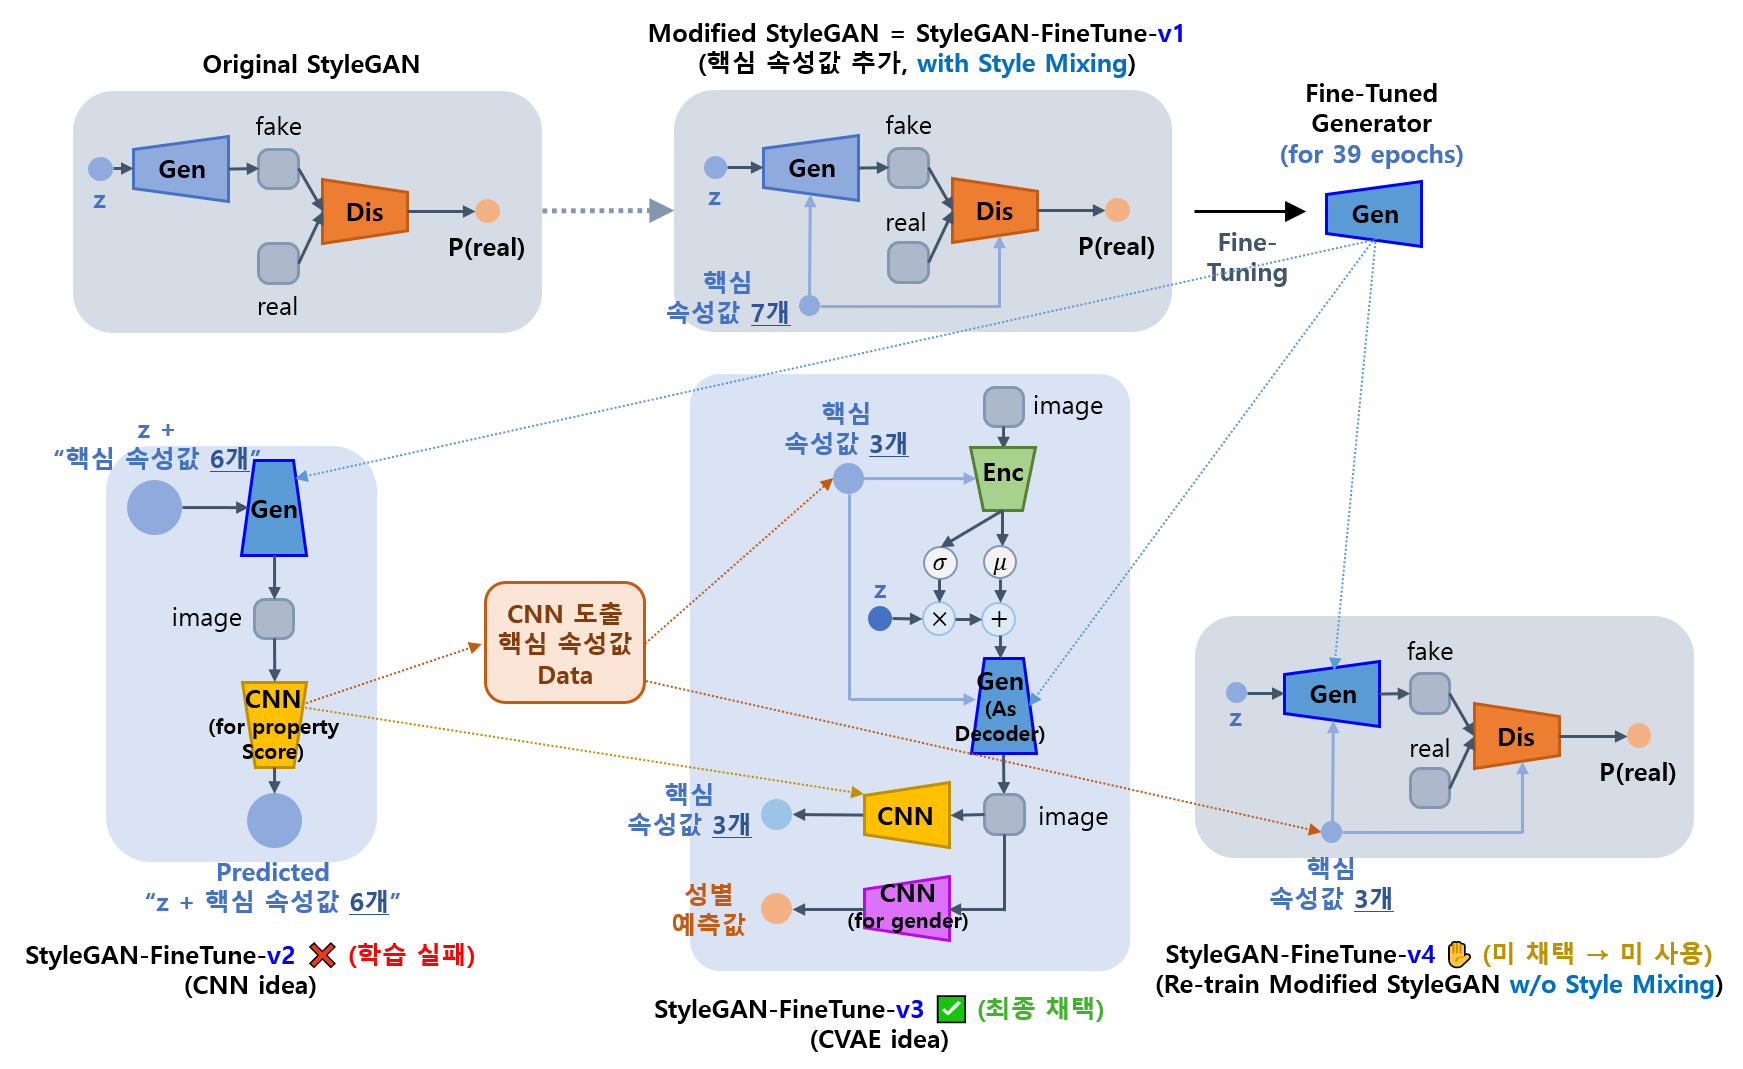 Original StyleGAN
z
Gen
fake
real
Dis
P(real)
Modified StyleGAN = StyleGAN-FineTune-v1
(핵심 속성값 추가, with Style Mixing)
z
Gen
fake
real
Dis
P(real)
핵심
속성값 7개
Fine-
Tuning
Fine-Tuned
Generator
(for 39 epochs)
Gen
z +
“핵심 속성값 6개”
Gen
image
CNN
(for property
Score)
Predicted
“z + 핵심 속성값 6개”
StyleGAN-FineTune-v2 ❌ (학습 실패)
(CNN idea)
CNN 도출
핵심 속성값
Data
핵심
속성값 3개
image
Enc
σ
μ
z
×
+
Gen
(As
Decoder)
image
CNN
핵심
속성값 3개
CNN
(for gender)
성별
예측값
StyleGAN-FineTune-v3 ✅ (최종 채택)
(CVAE idea)
z
Gen
fake
real
Dis
P(real)
핵심
속성값 3개
StyleGAN-FineTune-v4 ✋ (미 채택 → 미 사용)
(Re-train Modified StyleGAN w/o Style Mixing)